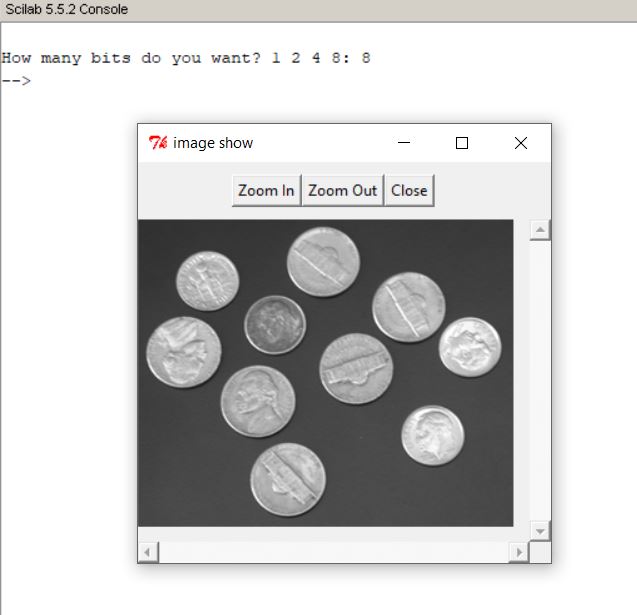 Scilab 5.5.2 Console
How many bits do you want? 1 2 4 8: 8
-->
image show
Zoom In Zoom Out Close